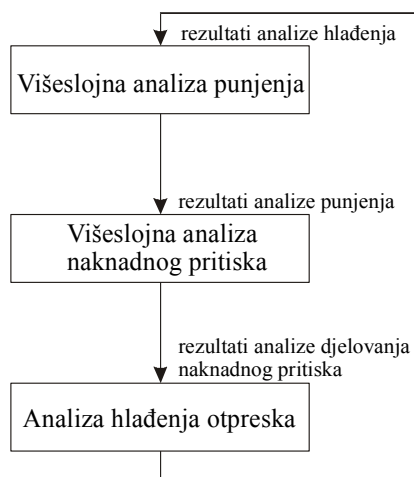 rezultati analize hlađenja
Višeslojna analiza punjenja
rezultati analize punjenja
Višeslojna analiza
naknadnog pritiska
rezultati analize djelovanja
naknadnog pritiska
Analiza hlađenja otpreska